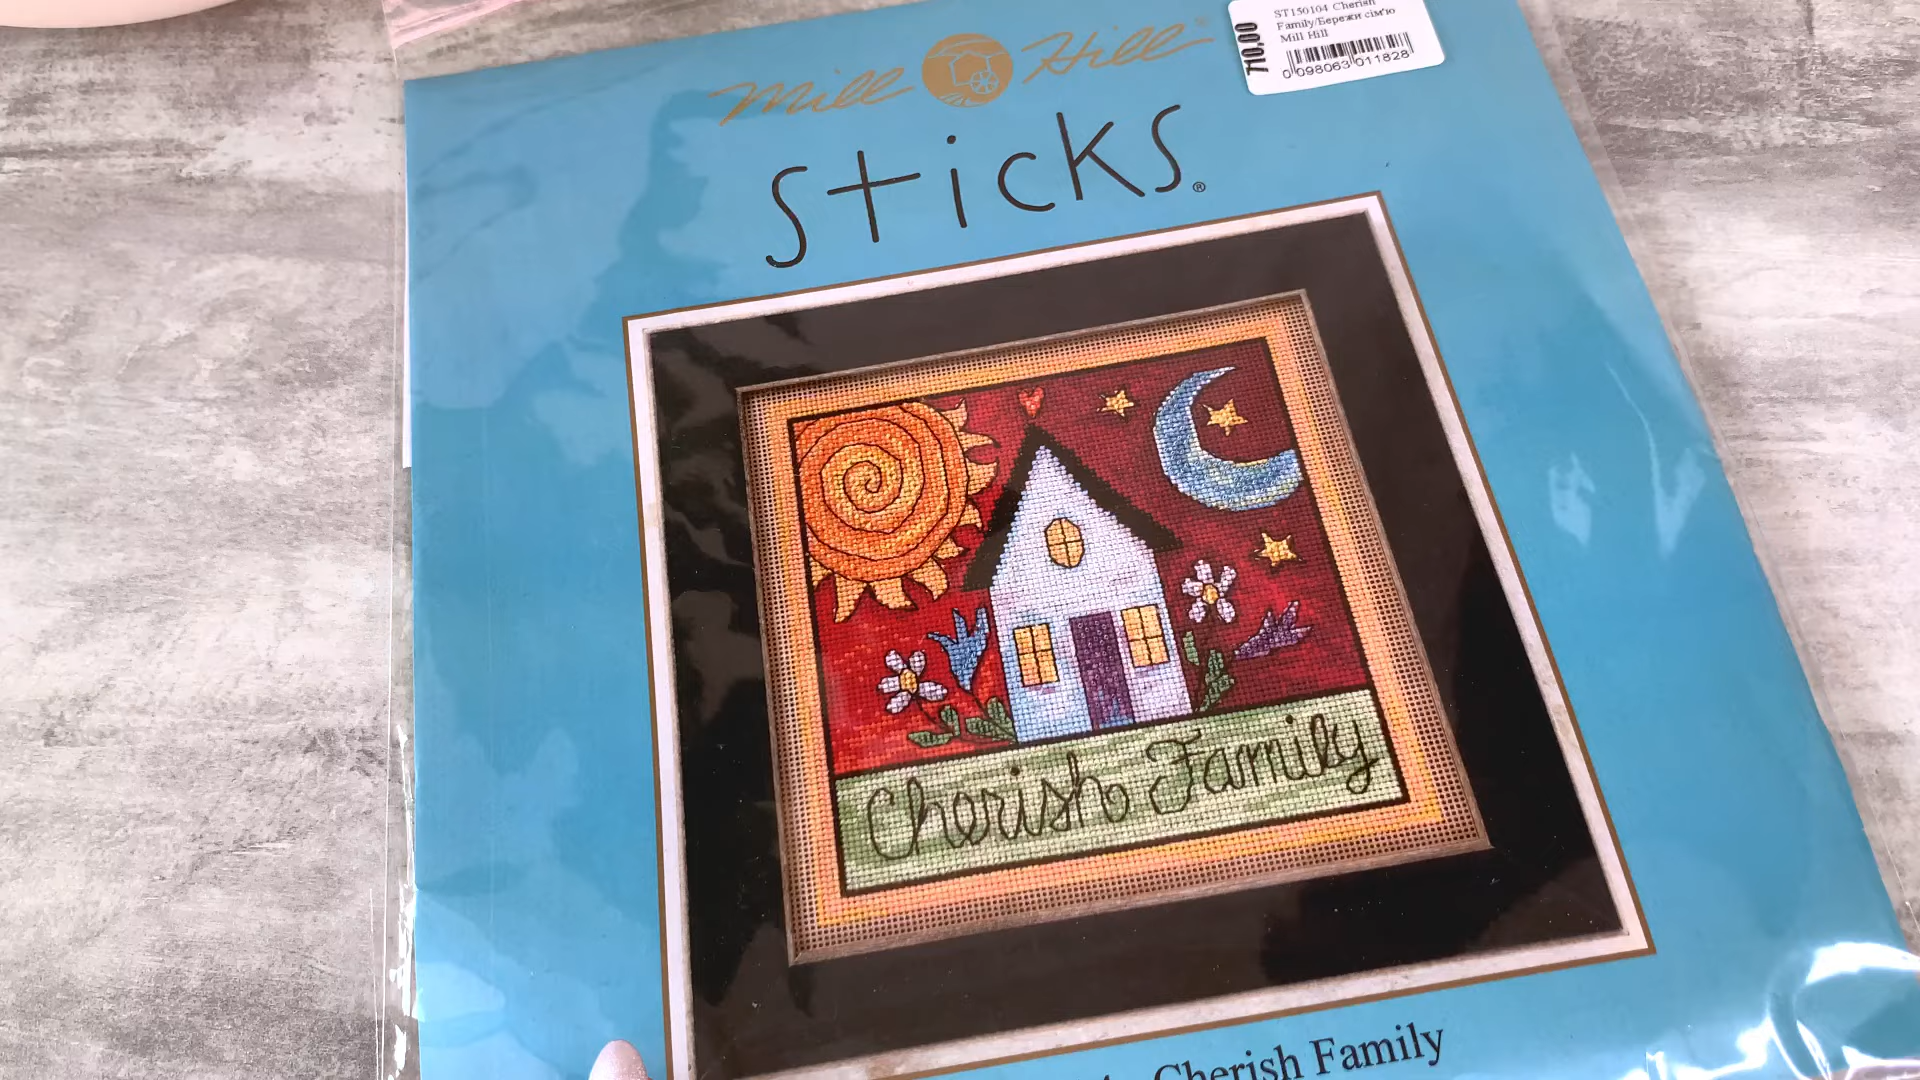 Mill Hill®
sticks®
ST150104 Cherish
Family/Бережи сім'ю
Mill Hill
710.00
0 098063 011828
Cherish Family
Cherish Family